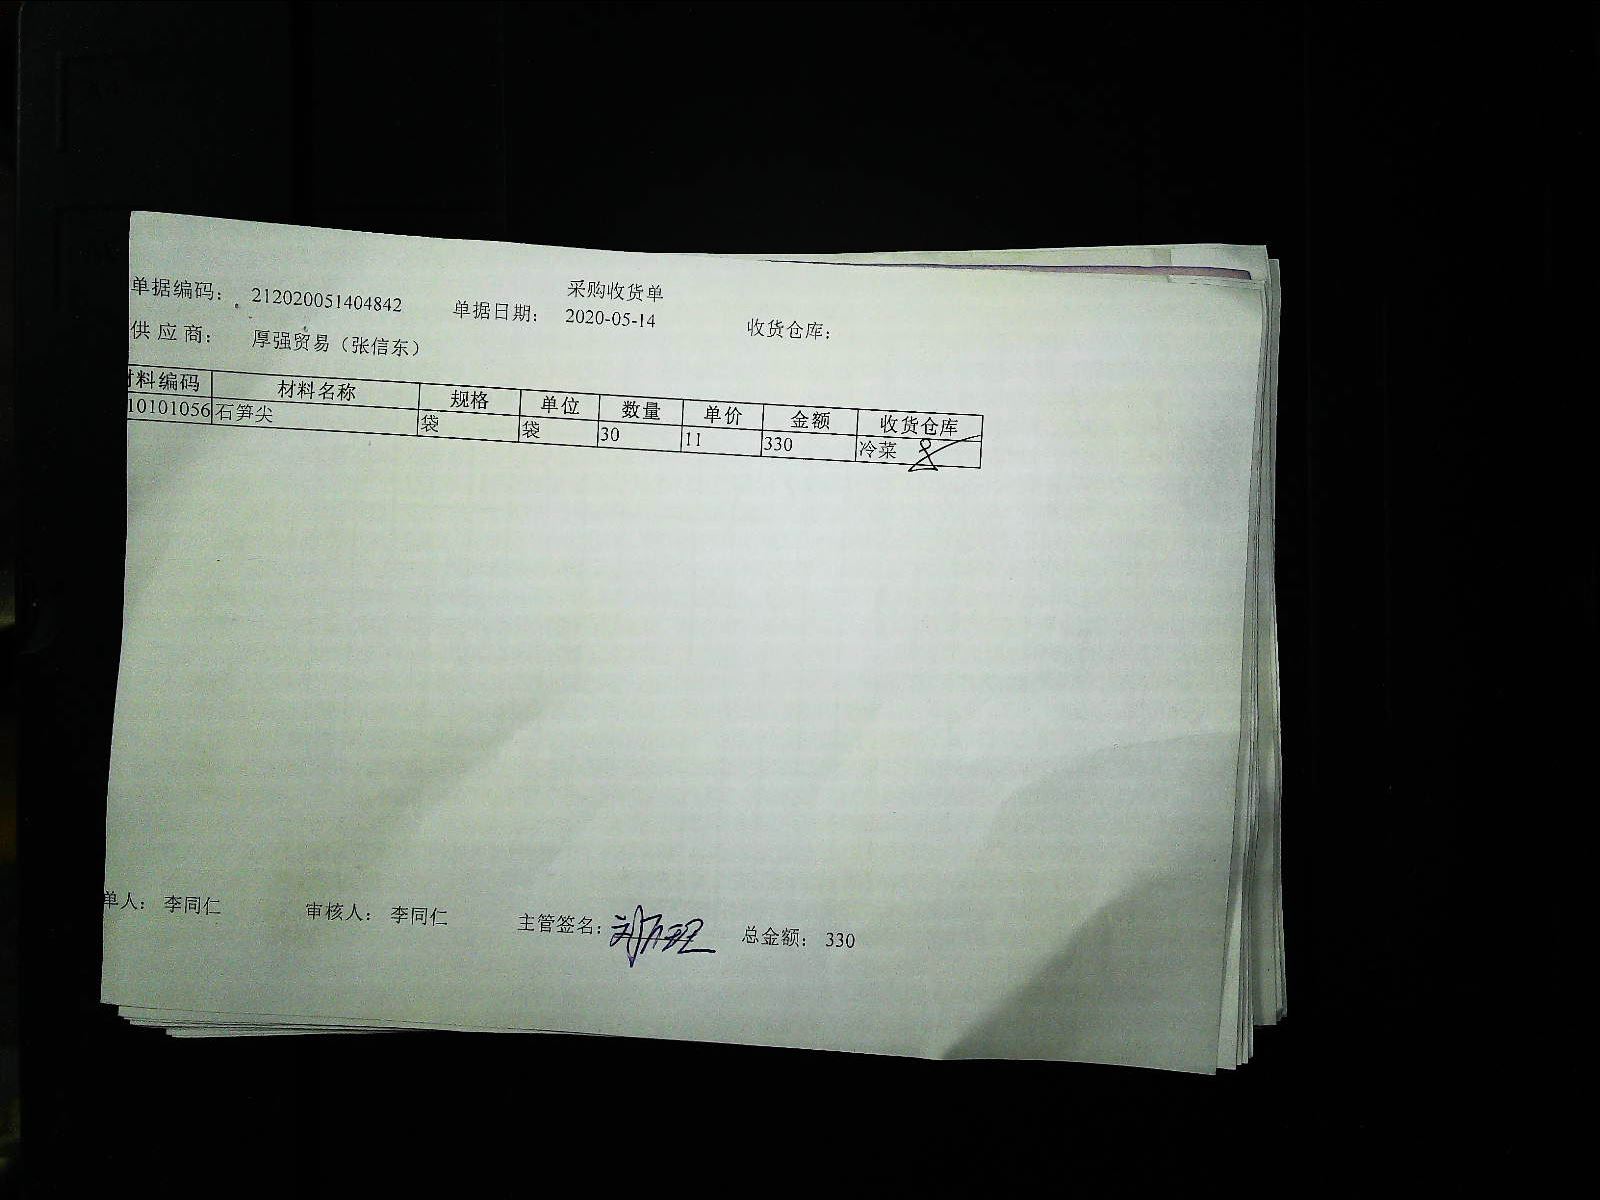 采购收货单
单据编码： 212020051404842 单据日期： 2020-05-14 收货仓库：
供应商： 厚强贸易（张信东）
材料编码 材料名称 规格 单位 数量 单价 金额 收货仓库
10101056 石笋尖 袋 袋 30 11 330 冷菜
单人： 李同仁 审核人： 李同仁 主管签名： 总金额： 330